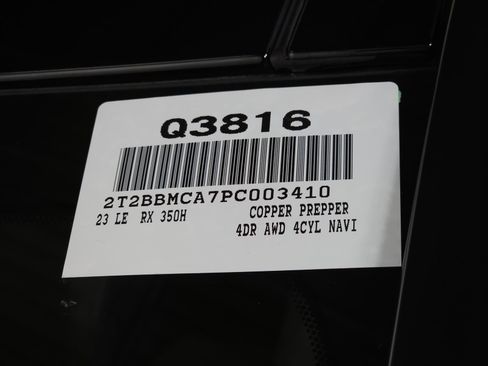 Q3816
2T2BBMCA7PC003410
23 LE RX 350H COPPER PREPPER
4DR AWD 4CYL NAVI